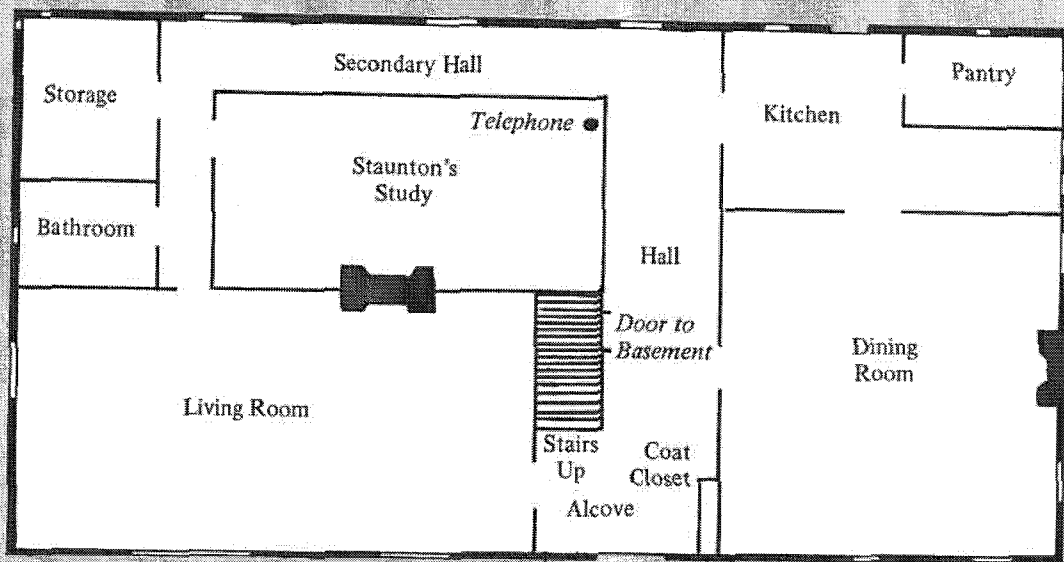 Secondary Hall
Pantry
Storage
Telephone
Kitchen
Staunton's
Study
Bathroom
Hall
Door to
Basement
Dining
Room
Living Room
Stairs
Up
Coat
Closet
Alcove